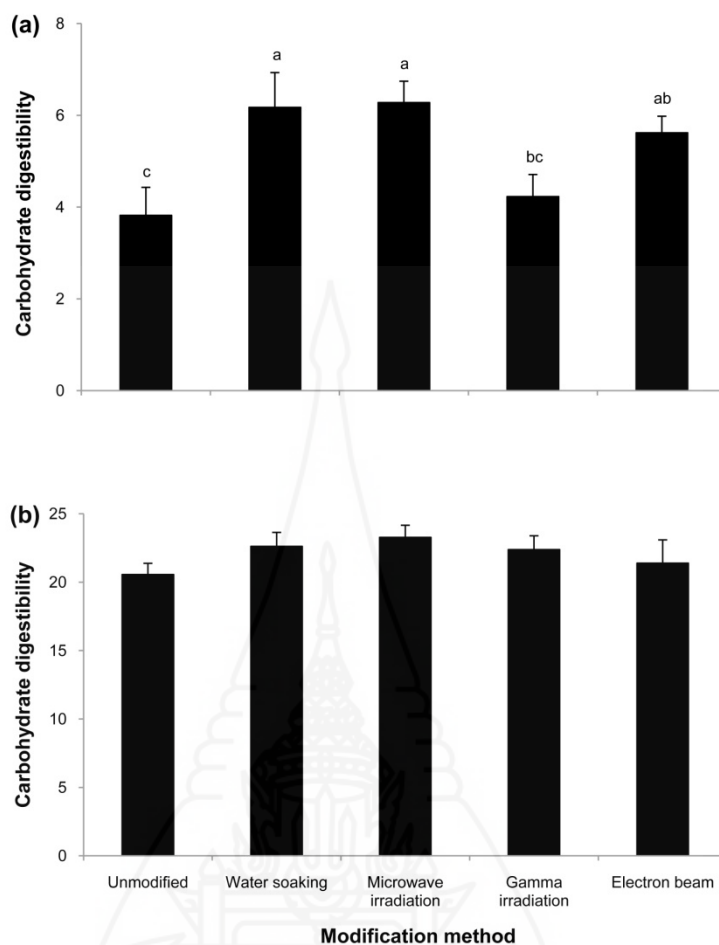 (a)
Carbohydrate digestibility
8
6
4
2
0
c
a
a
bc
ab
(b)
Carbohydrate digestibility
25
20
15
10
5
0
Unmodified
Water soaking
Microwave
irradiation
Gamma
irradiation
Electron beam
Modification method